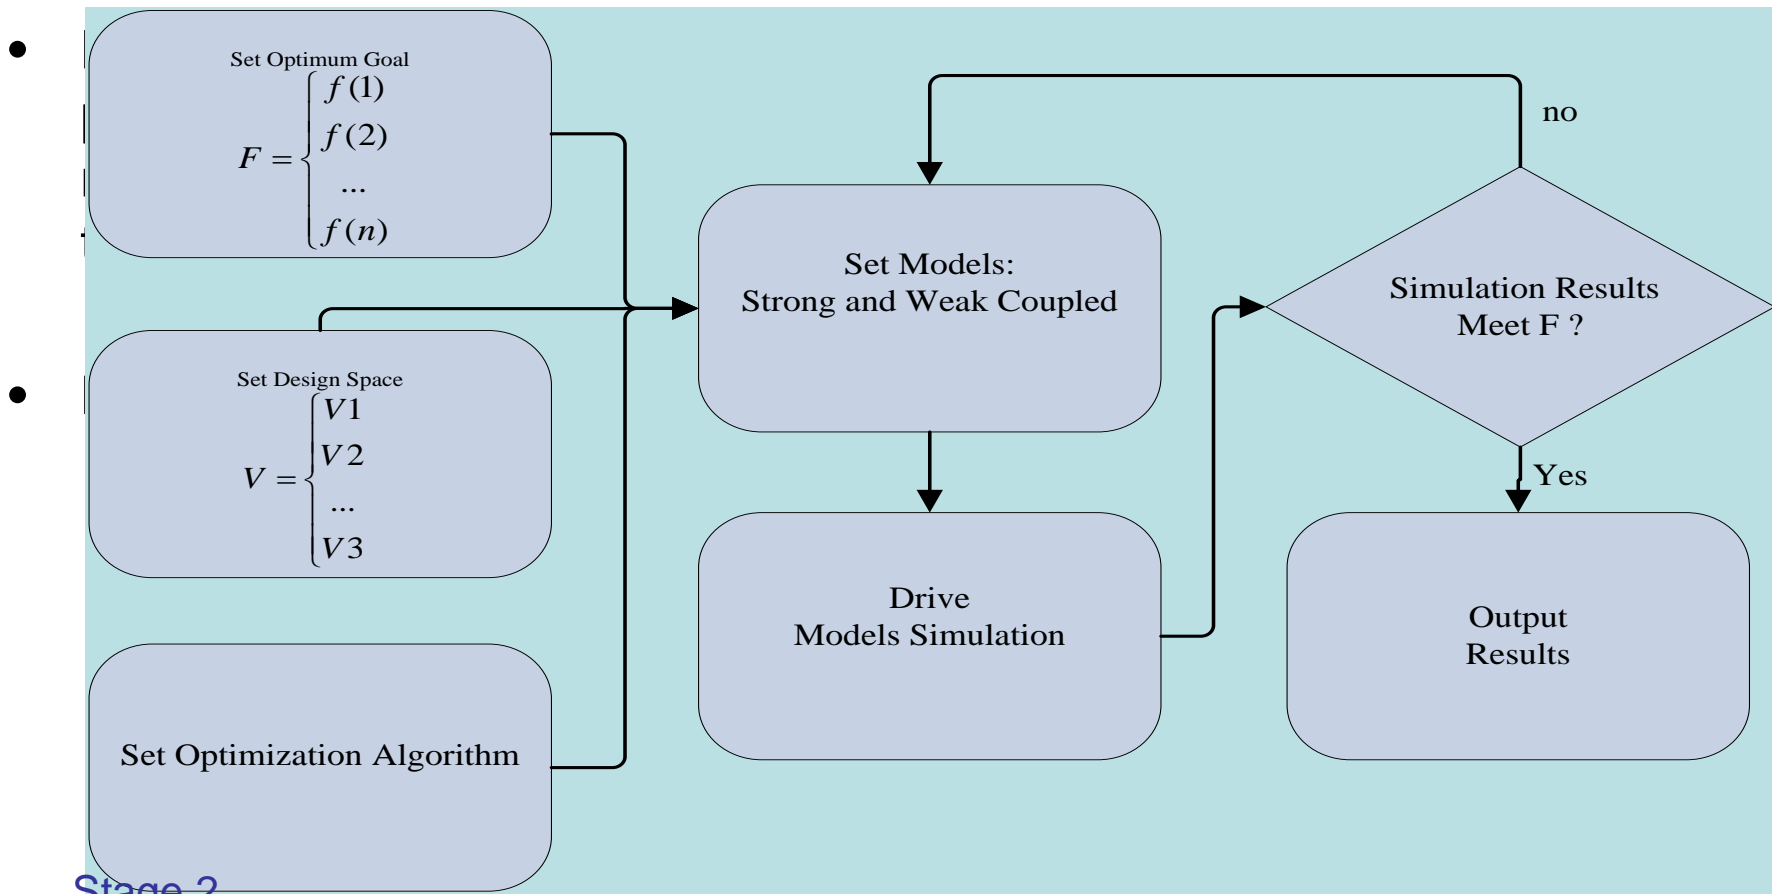 Set Optimum Goal
F = { f(1)
f(2)
...
f(n)
Set Design Space
V = { V1
V2
...
V3
Set Optimization Algorithm
Set Models:
Strong and Weak Coupled
Drive
Models Simulation
no
Simulation Results
Meet F ?
Yes
Output
Results
Stage 2